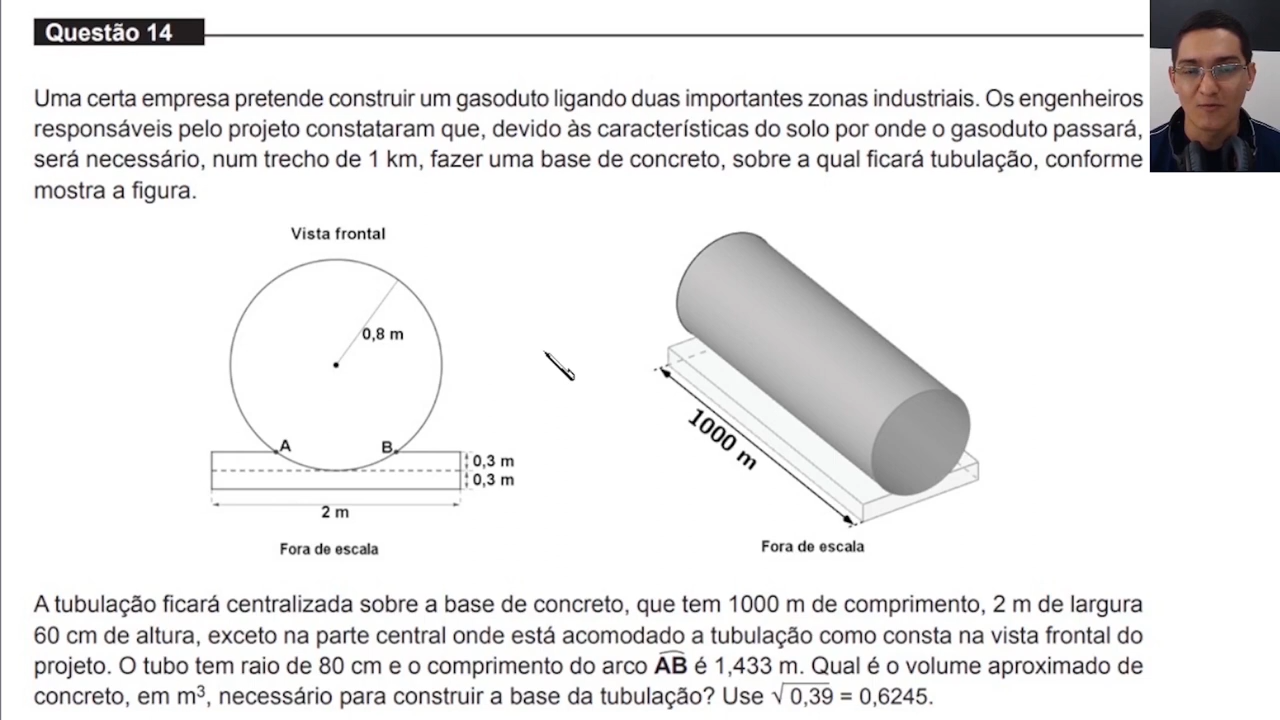 Questão 14
Uma certa empresa pretende construir um gasoduto ligando duas importantes zonas industriais. Os engenheiros
responsáveis pelo projeto constataram que, devido às características do solo por onde o gasoduto passará,
será necessário, num trecho de 1 km, fazer uma base de concreto, sobre a qual ficará tubulação, conforme
mostra a figura.
Vista frontal
0,8 m
A
B
0,3 m
0,3 m
2 m
Fora de escala
1000 m
Fora de escala
A tubulação ficará centralizada sobre a base de concreto, que tem 1000 m de comprimento, 2 m de largura
60 cm de altura, exceto na parte central onde está acomodado a tubulação como consta na vista frontal do
projeto. O tubo tem raio de 80 cm e o comprimento do arco A͡B é 1,433 m. Qual é o volume aproximado de
concreto, em m³, necessário para construir a base da tubulação? Use √0,39 = 0,6245.